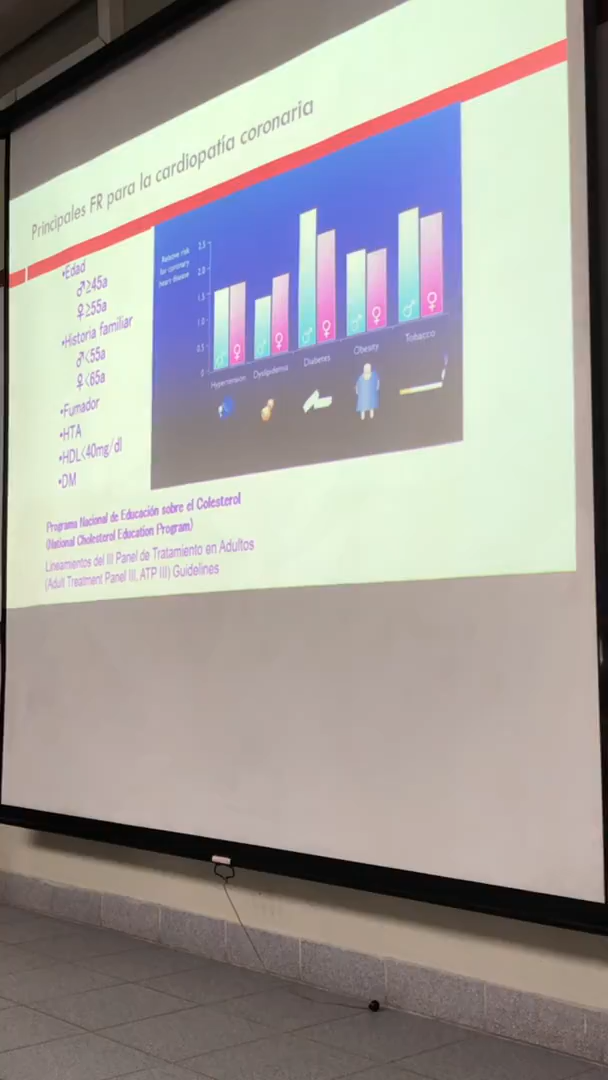 Principales FR para la cardiopatía coronaria
•Edad
♂≥45a
♀≥55a
•Historia familiar
♂<55a
♀<65a
•Fumador
•HTA
•HDL<40mg/dl
•DM
Relative risk
for coronary
heart disease
2.5
2.0
1.5
1.0
0.5
0
♂ ♀ ♂ ♀ ♂ ♀ ♂ ♀ ♂ ♀
Hypertension Dyslipidemia Diabetes Obesity Tobacco
Programa Nacional de Educación sobre el Colesterol
(National Cholesterol Education Program)
Lineamientos del III Panel de Tratamiento en Adultos
(Adult Treatment Panel III, ATP III) Guidelines